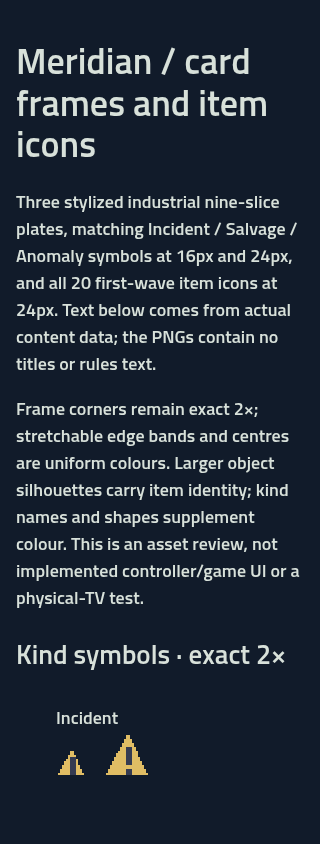 Meridian / card
frames and item
icons
Three stylized industrial nine-slice
plates, matching Incident / Salvage /
Anomaly symbols at 16px and 24px,
and all 20 first-wave item icons at
24px. Text below comes from actual
content data; the PNGs contain no
titles or rules text.
Frame corners remain exact 2×;
stretchable edge bands and centres
are uniform colours. Larger object
silhouettes carry item identity; kind
names and shapes supplement
colour. This is an asset review, not
implemented controller/game UI or a
physical-TV test.
Kind symbols · exact 2×
Incident